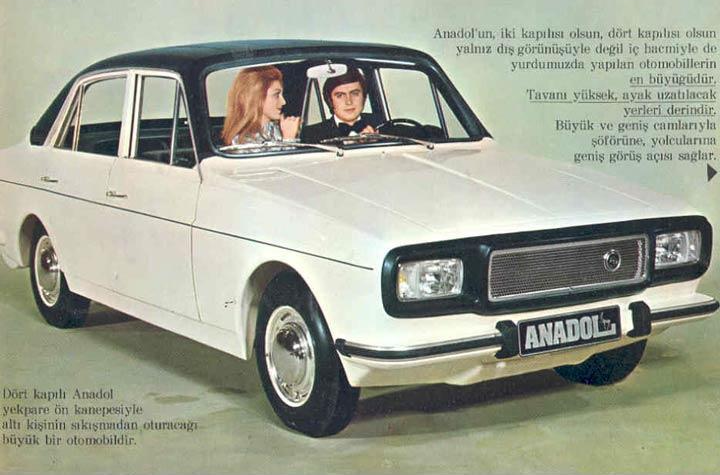 Anadol'un, iki kapılısı olsun, dört kapılısı olsun
yalnız dış görünüşüyle değil iç hacmiyle de
yurdumuzda yapılan otomobillerin
en büyüğüdür.
Tavanı yüksek, ayak uzatılacak
yerleri derindir.
Büyük ve geniş camlarıyla
şöförüne, yolcularına
geniş görüş açısı sağlar.
ANADOL
Dört kapılı Anadol
yekpare ön kanepesiyle
altı kişinin sıkışmadan oturacağı
büyük bir otomobildir.